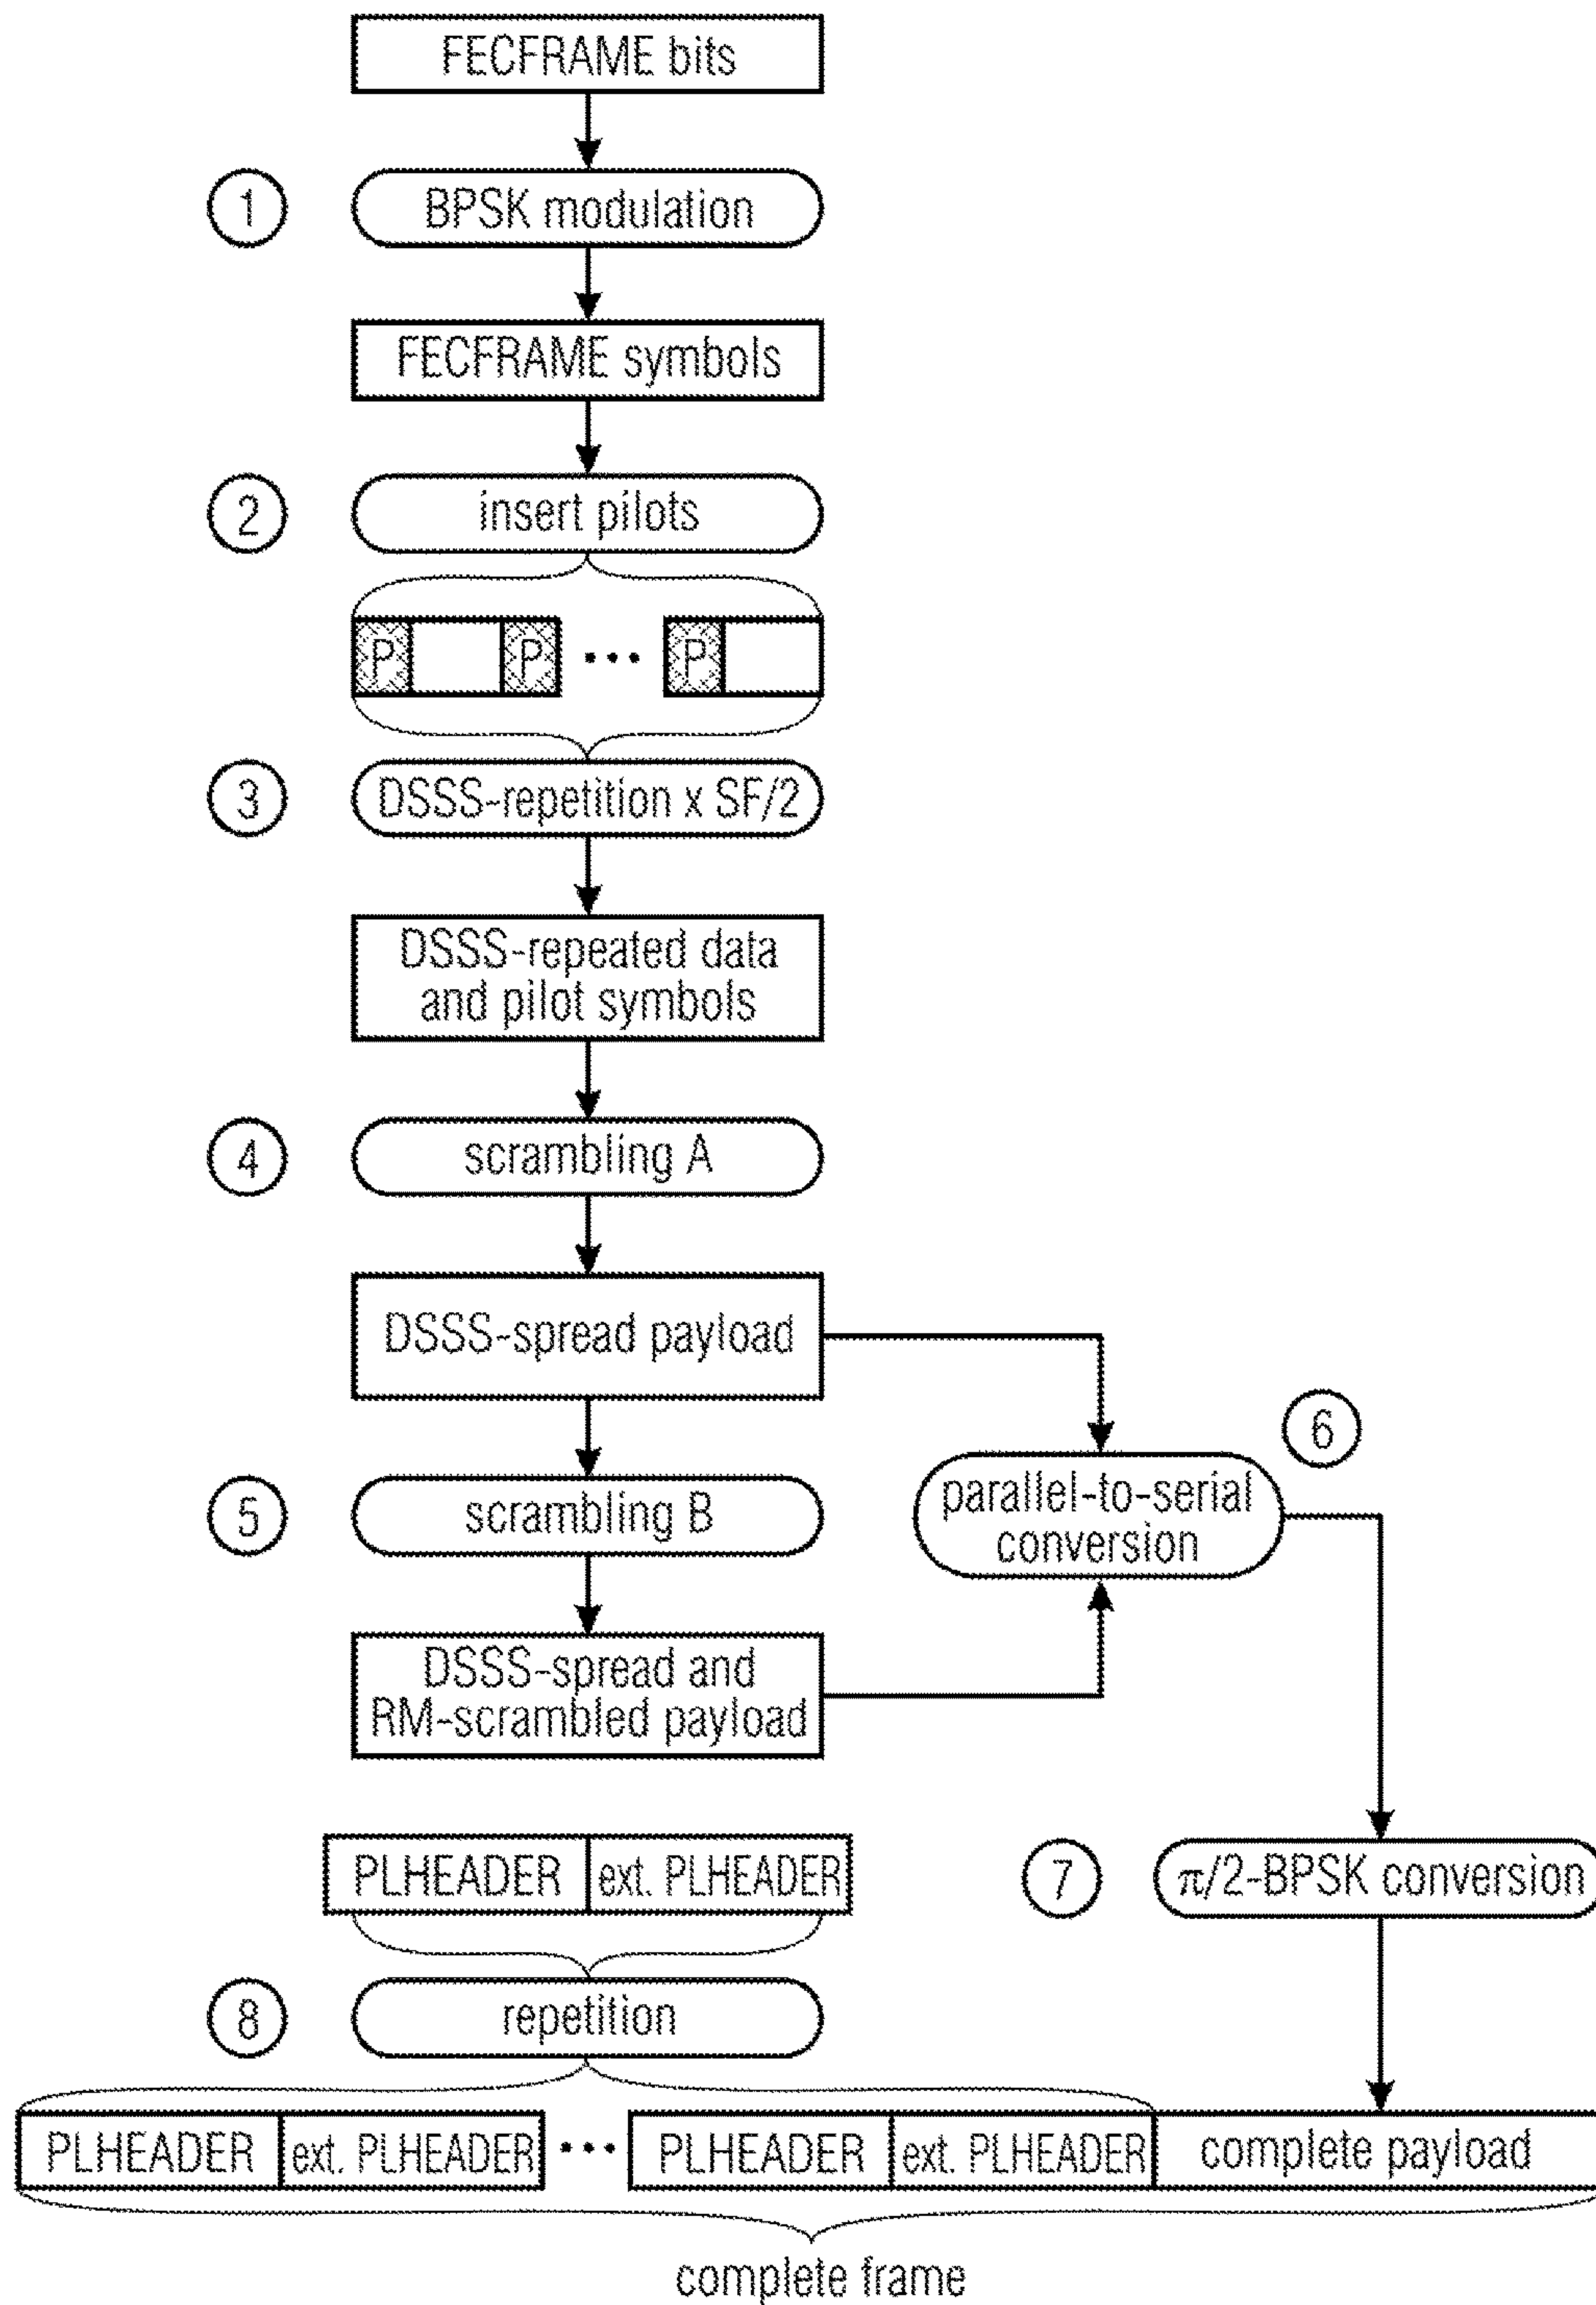 FECFRAME bits
1
BPSK modulation
FECFRAME symbols
2
insert pilots
P
P
...
P
3
DSSS-repetition x SF/2
DSSS-repeated data
and pilot symbols
4
scrambling A
DSSS-spread payload
6
parallel-to-serial
conversion
5
scrambling B
DSSS-spread and
RM-scrambled payload
PLHEADER
ext. PLHEADER
7
π/2-BPSK conversion
8
repetition
PLHEADER
ext. PLHEADER
...
PLHEADER
ext. PLHEADER
complete payload
complete frame